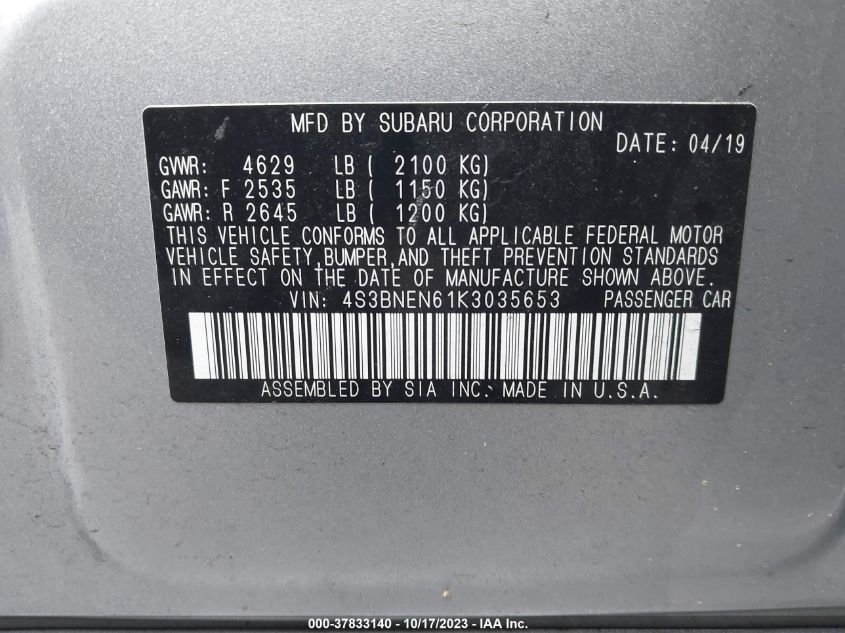 MFD BY SUBARU CORPORATION
DATE: 04/19
GVWR: 4629 LB ( 2100 KG)
GAWR: F 2535 LB ( 1150 KG)
GAWR: R 2645 LB ( 1200 KG)
THIS VEHICLE CONFORMS TO ALL APPLICABLE FEDERAL MOTOR
VEHICLE SAFETY, BUMPER, AND THEFT PREVENTION STANDARDS
IN EFFECT ON THE DATE OF MANUFACTURE SHOWN ABOVE.
VIN: 4S3BNEN61K3035653 PASSENGER CAR
ASSEMBLED BY SIA INC. MADE IN U.S.A.
000-37833140 - 10/17/2023 - IAA Inc.